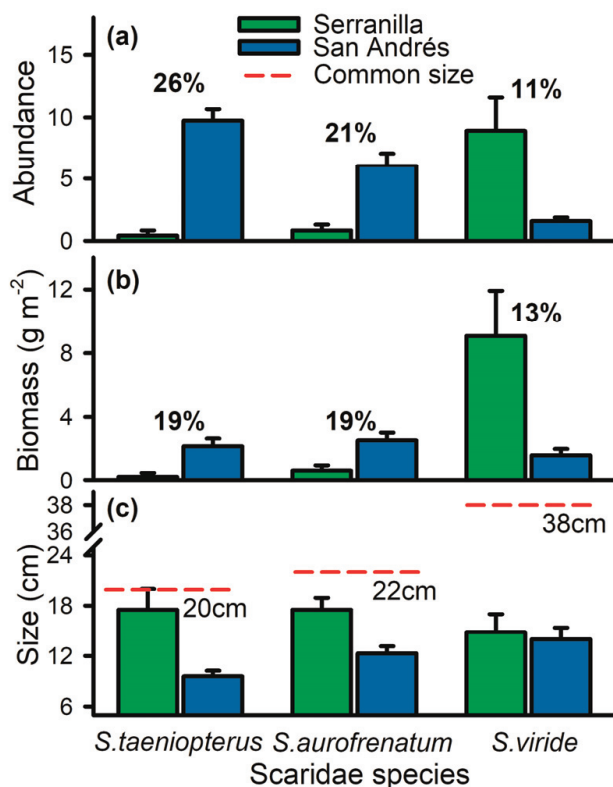 Serranilla
San Andrés
Common size
(a)
26%
21%
11%
Abundance
15
10
5
0
(b)
19%
19%
13%
Biomass (g m-2)
12
8
4
0
(c)
38cm
20cm
22cm
Size (cm)
38
36
24
18
12
6
S.taeniopterus S.aurofrenatum S.viride
Scaridae species